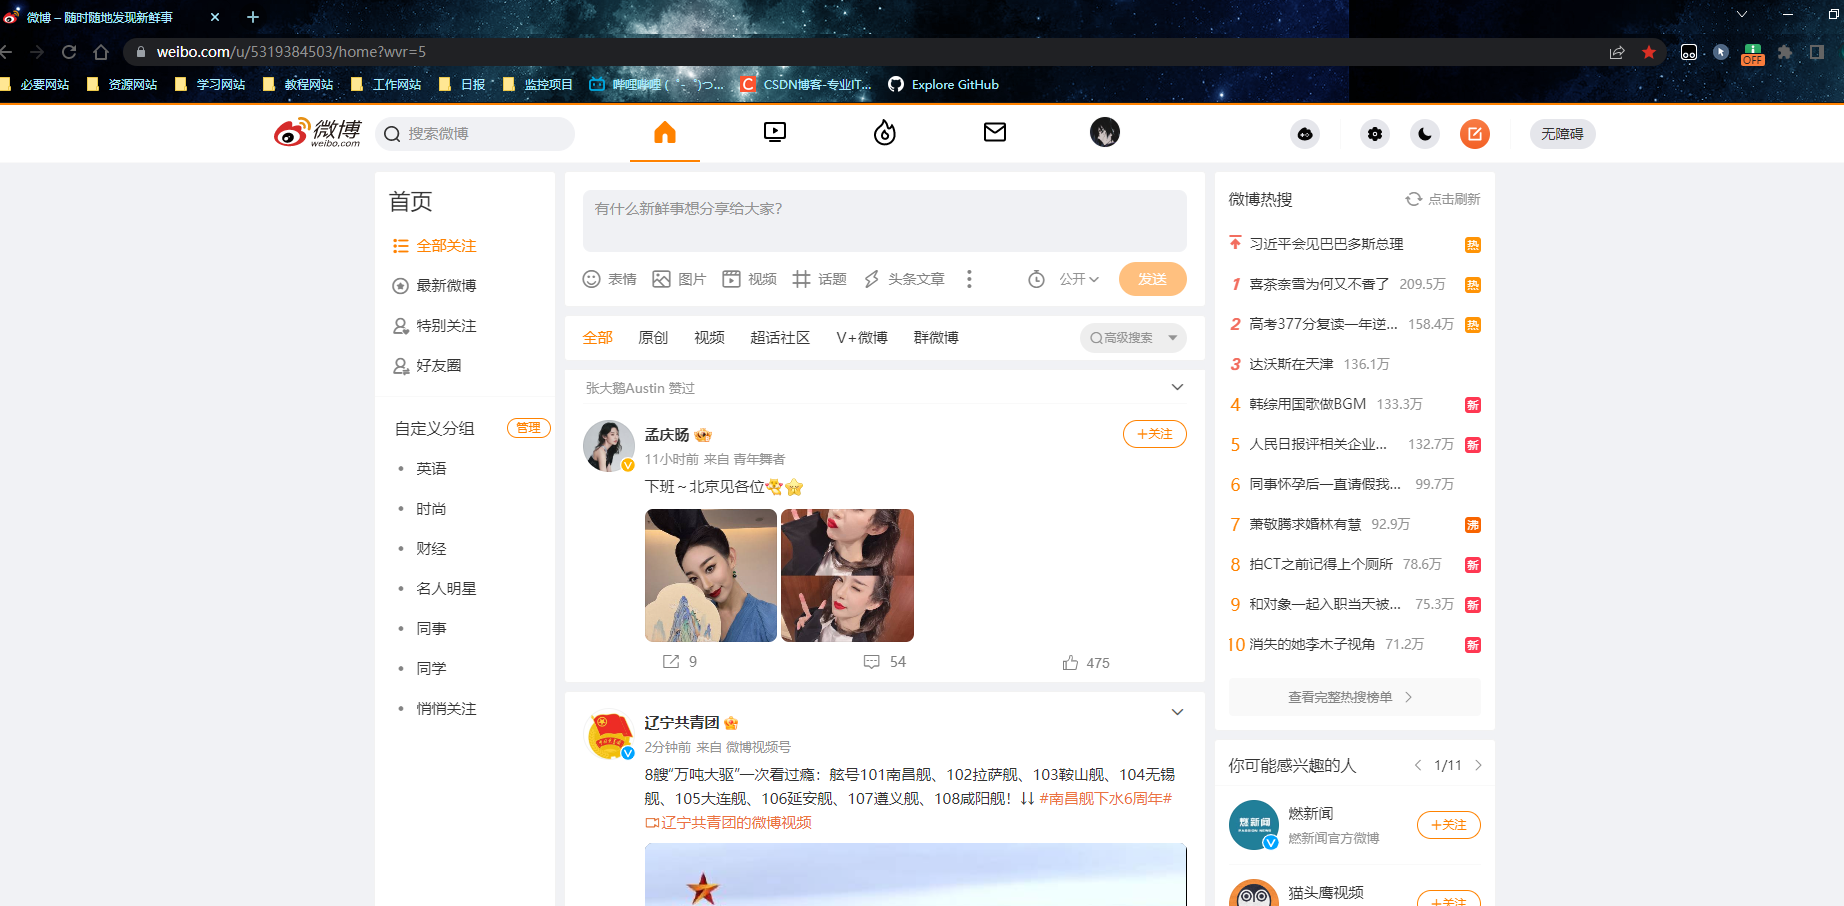 微博 – 随时随地发现新鲜事
weibo.com/u/5319384503/home?wvr=5
OFF
必要网站 资源网站 学习网站 教程网站 工作网站 日报 监控项目 CSDN博客-专业IT... Explore GitHub
微博
weibo.com
搜索微博
无障碍
首页
全部关注
最新微博
特别关注
好友圈
自定义分组 管理
英语
时尚
财经
名人明星
同事
同学
悄悄关注
有什么新鲜事想分享给大家？
表情 图片 视频 话题 头条文章 公开 发送
全部 原创 视频 超话社区 V+微博 群微博 高级搜索
张大鹅Austin 赞过
孟庆旸 +关注
11小时前 来自 青年舞者
下班～北京见各位
9 54 475
辽宁共青团
2分钟前 来自 微博视频号
8艘“万吨大驱”一次看过瘾：舷号101南昌舰、102拉萨舰、103鞍山舰、104无锡
舰、105大连舰、106延安舰、107遵义舰、108咸阳舰！↓↓ #南昌舰下水6周年#
辽宁共青团的微博视频
微博热搜 点击刷新
习近平会见巴巴多斯总理 热
1 喜茶奈雪为何又不香了 209.5万 热
2 高考377分复读一年逆... 158.4万 热
3 达沃斯在天津 136.1万
4 韩综用国歌做BGM 133.3万 新
5 人民日报评相关企业... 132.7万 新
6 同事怀孕后一直请假我... 99.7万
7 萧敬腾求婚林有慧 92.9万 沸
8 拍CT之前记得上个厕所 78.6万 新
9 和对象一起入职当天被... 75.3万 新
10 消失的她李木子视角 71.2万 新
查看完整热搜榜单
你可能感兴趣的人 1/11
燃新闻
燃新闻
燃新闻官方微博
+关注
猫头鹰视频
+关注